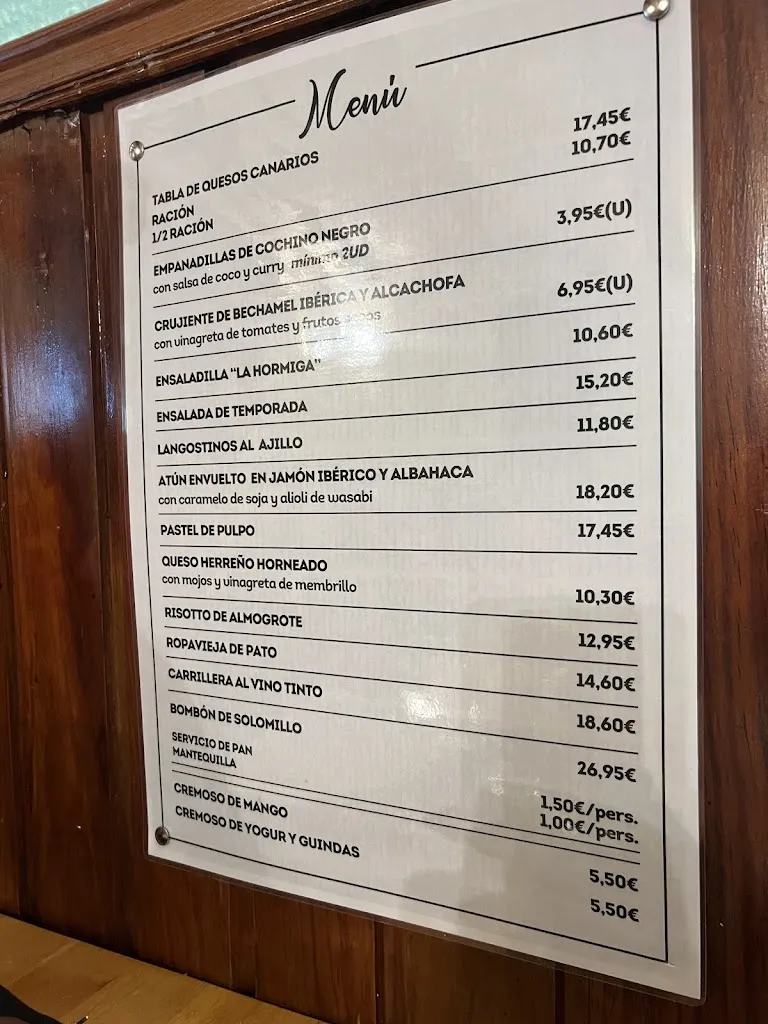 Menú
TABLA DE QUESOS CANARIOS
RACIÓN 17,45€
1/2 RACIÓN 10,70€
EMPANADILLAS DE COCHINO NEGRO 3,95€(U)
con salsa de coco y curry mínimo 2UD
CRUJIENTE DE BECHAMEL IBÉRICA Y ALCACHOFA 6,95€(U)
con vinagreta de tomates y frutos
ENSALADILLA "LA HORMIGA" 10,60€
ENSALADA DE TEMPORADA 15,20€
LANGOSTINOS AL AJILLO 11,80€
ATÚN ENVUELTO EN JAMÓN IBÉRICO Y ALBAHACA
con caramelo de soja y alioli de wasabi 18,20€
PASTEL DE PULPO 17,45€
QUESO HERREÑO HORNEADO
con mojos y vinagreta de membrillo 10,30€
RISOTTO DE ALMOGROTE 12,95€
ROPAVIEJA DE PATO 14,60€
CARRILLERA AL VINO TINTO 18,60€
BOMBÓN DE SOLOMILLO 26,95€
SERVICIO DE PAN 1,50€/pers.
MANTEQUILLA 1,00€/pers.
CREMOSO DE MANGO 5,50€
CREMOSO DE YOGUR Y GUINDAS 5,50€